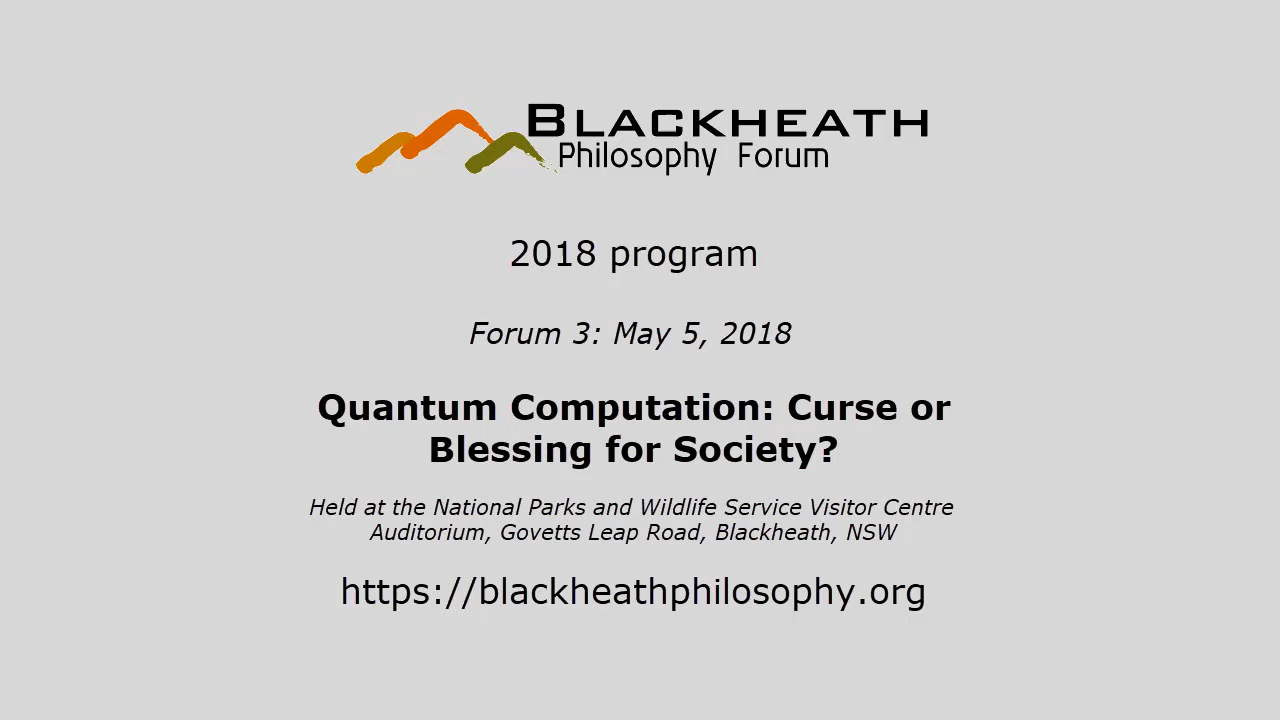 BLACKHEATH
Philosophy Forum
2018 program
Forum 3: May 5, 2018
Quantum Computation: Curse or
Blessing for Society?
Held at the National Parks and Wildlife Service Visitor Centre
Auditorium, Govetts Leap Road, Blackheath, NSW
https://blackheathphilosophy.org